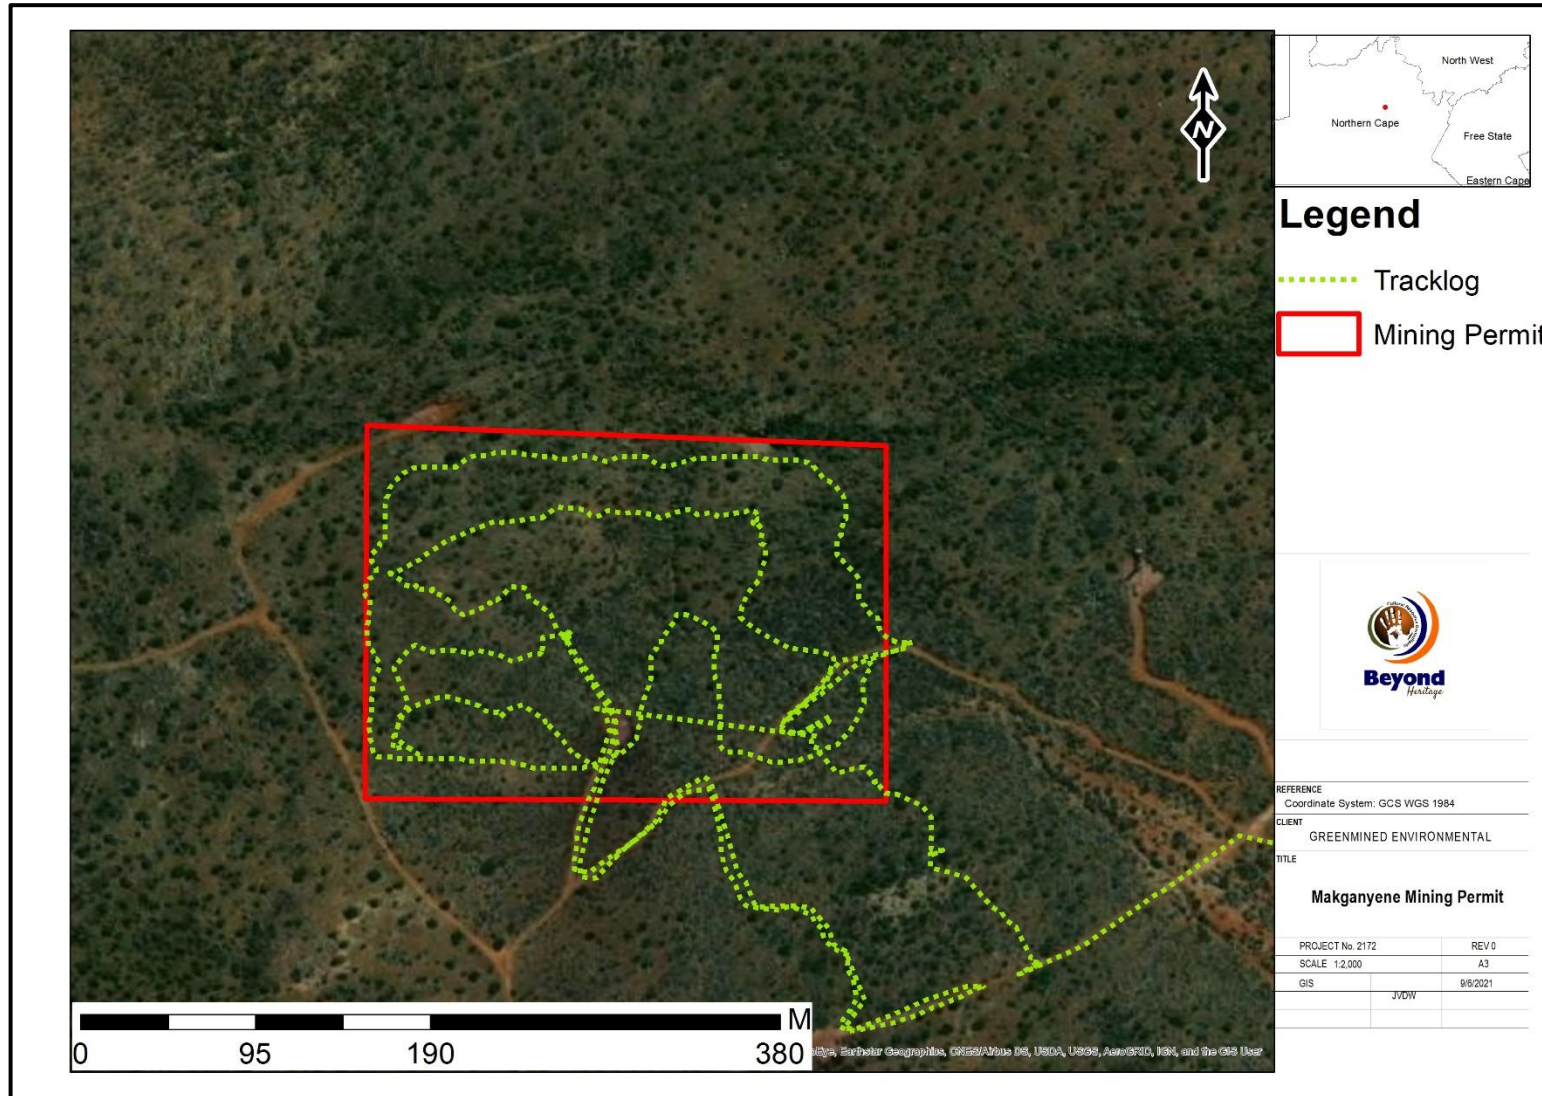 North West
Northern Cape
Free State
Eastern Cape
N
Legend
Tracklog
Mining Permit
Beyond
Heritage
REFERENCE
Coordinate System: GCS WGS 1984
CLIENT
GREENMINED ENVIRONMENTAL
TITLE
Makganyene Mining Permit
PROJECT No. 2172 REV 0
SCALE 1:2,000 A3
GIS 9/6/2021
JVDW
M
0 95 190 380
Earthstar Geographics, CNES/Airbus DS, USDA, USGS, AeroGRID, IGN, and the GIS User